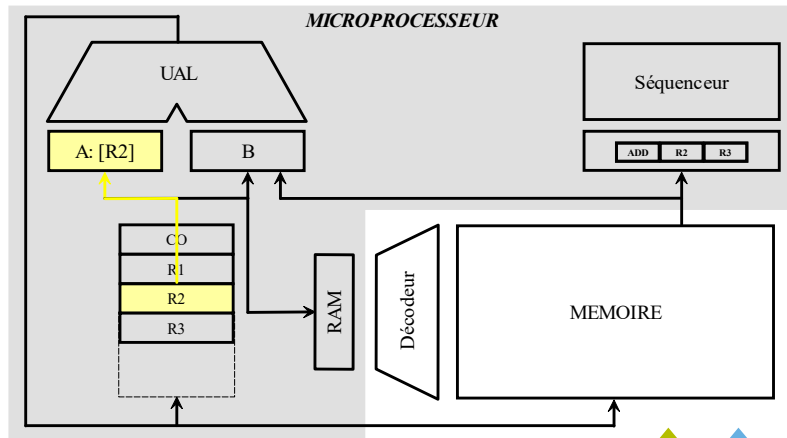 MICROPROCESSEUR
UAL
Séquenceur
A: [R2]
B
ADD R2 R3
CO
R1
R2
R3
RAM
Décodeur
MEMOIRE